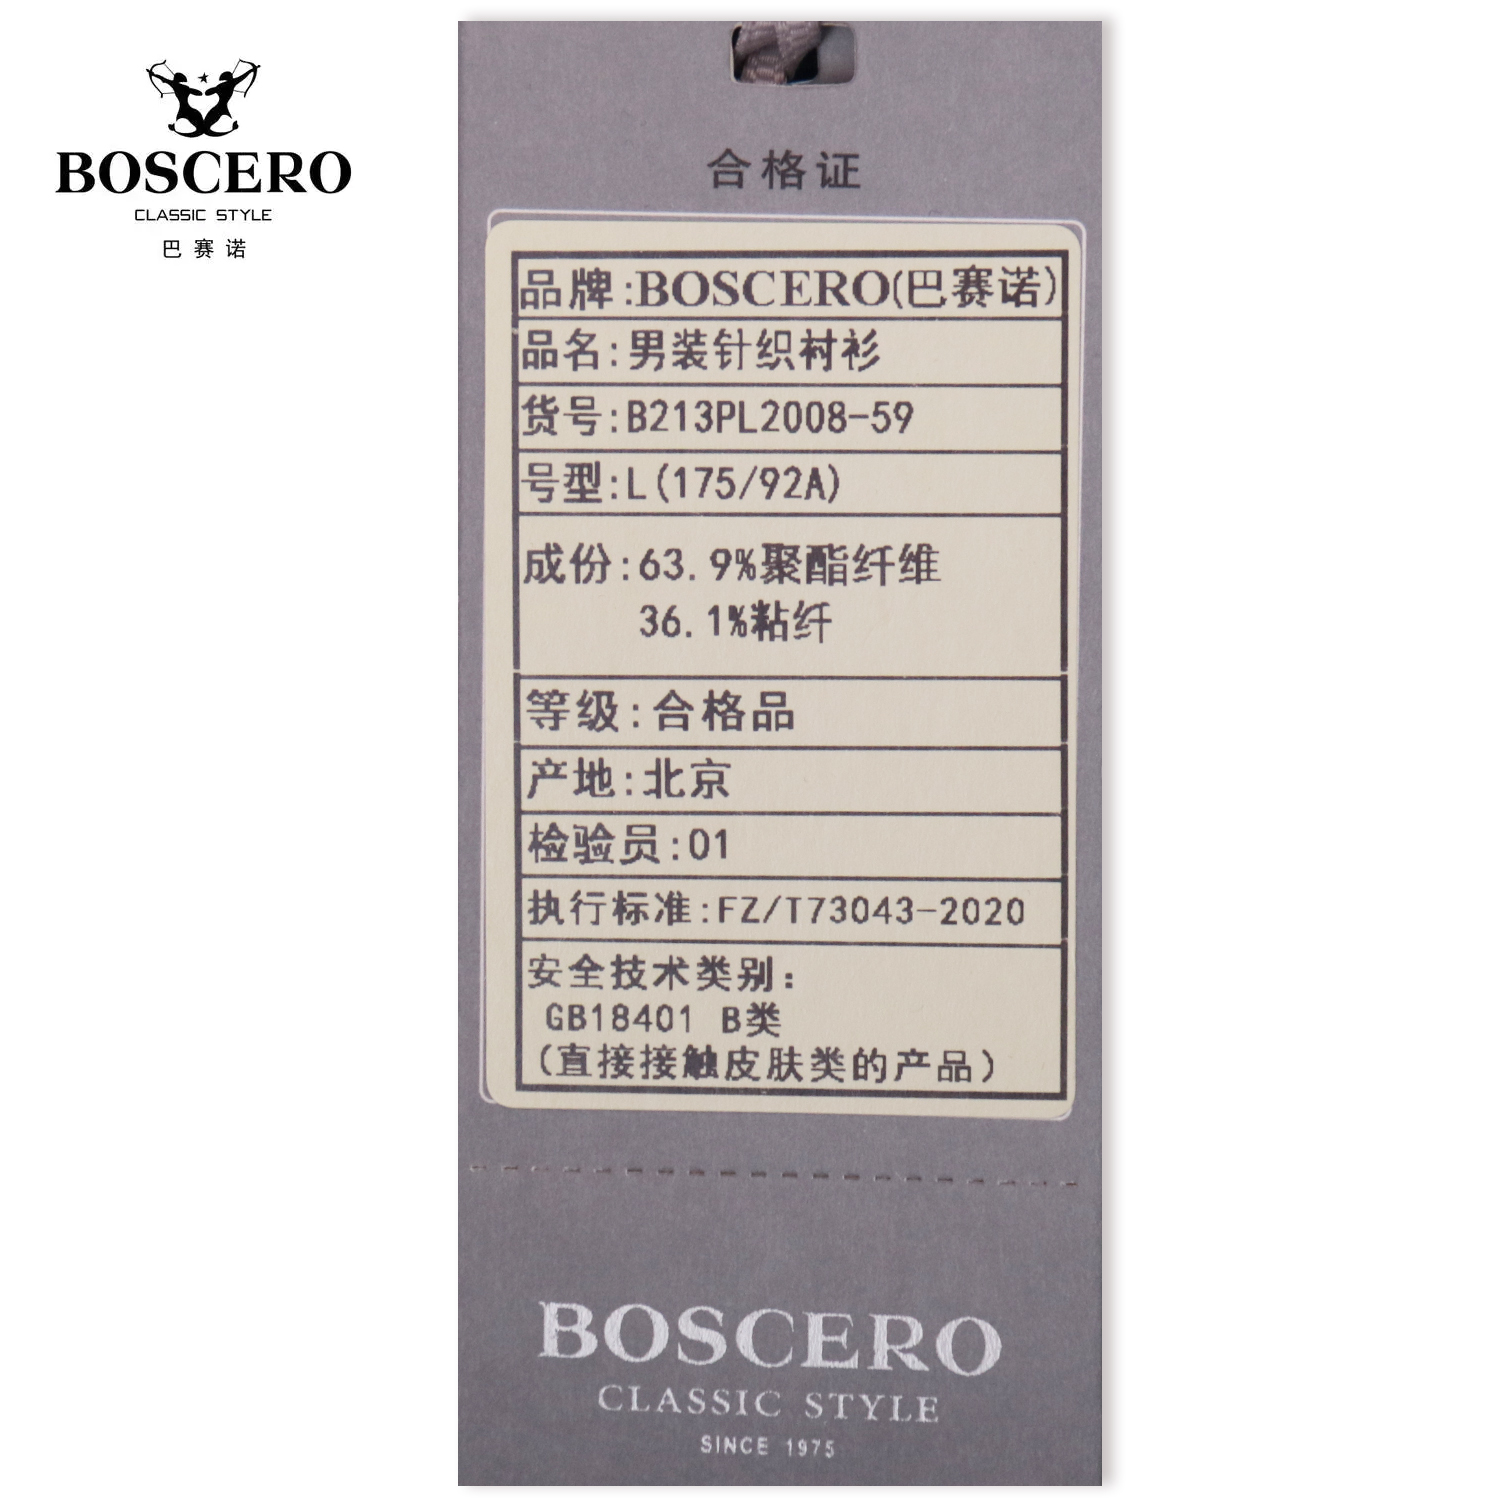 BOSCERO
CLASSIC STYLE
巴赛诺
合格证
品牌:BOSCERO(巴赛诺)
品名:男装针织衬衫
货号:B213PL2008-59
号型:L(175/92A)
成份:63.9%聚酯纤维
36.1%粘纤
等级:合格品
产地:北京
检验员:01
执行标准:FZ/T73043-2020
安全技术类别:
GB18401 B类
(直接接触皮肤类的产品)
BOSCERO
CLASSIC STYLE
SINCE 1975